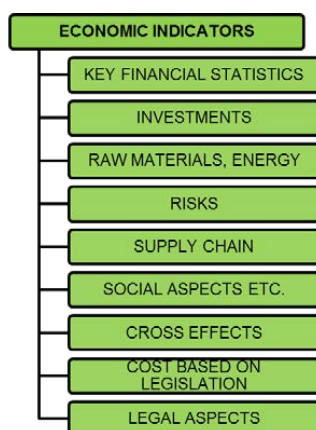 ECONOMIC INDICATORS
KEY FINANCIAL STATISTICS
INVESTMENTS
RAW MATERIALS, ENERGY
RISKS
SUPPLY CHAIN
SOCIAL ASPECTS ETC.
CROSS EFFECTS
COST BASED ON
LEGISLATION
LEGAL ASPECTS